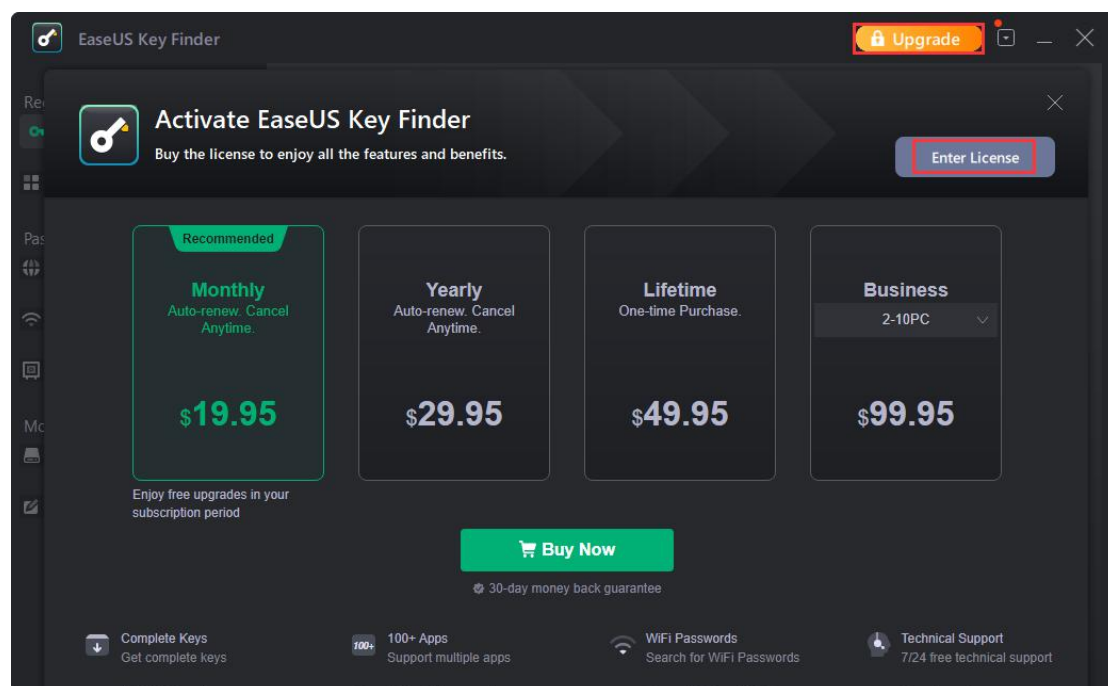 EaseUS Key Finder
Upgrade
Activate EaseUS Key Finder
Buy the license to enjoy all the features and benefits.
Enter License
Recommended
Monthly
Auto-renew. Cancel
Anytime.
$19.95
Yearly
Auto-renew. Cancel
Anytime.
$29.95
Lifetime
One-time Purchase.
$49.95
Business
2-10PC
$99.95
Enjoy free upgrades in your
subscription period
Buy Now
30-day money back guarantee
Complete Keys
Get complete keys
100+
100+ Apps
Support multiple apps
WiFi Passwords
Search for WiFi Passwords
Technical Support
7/24 free technical support